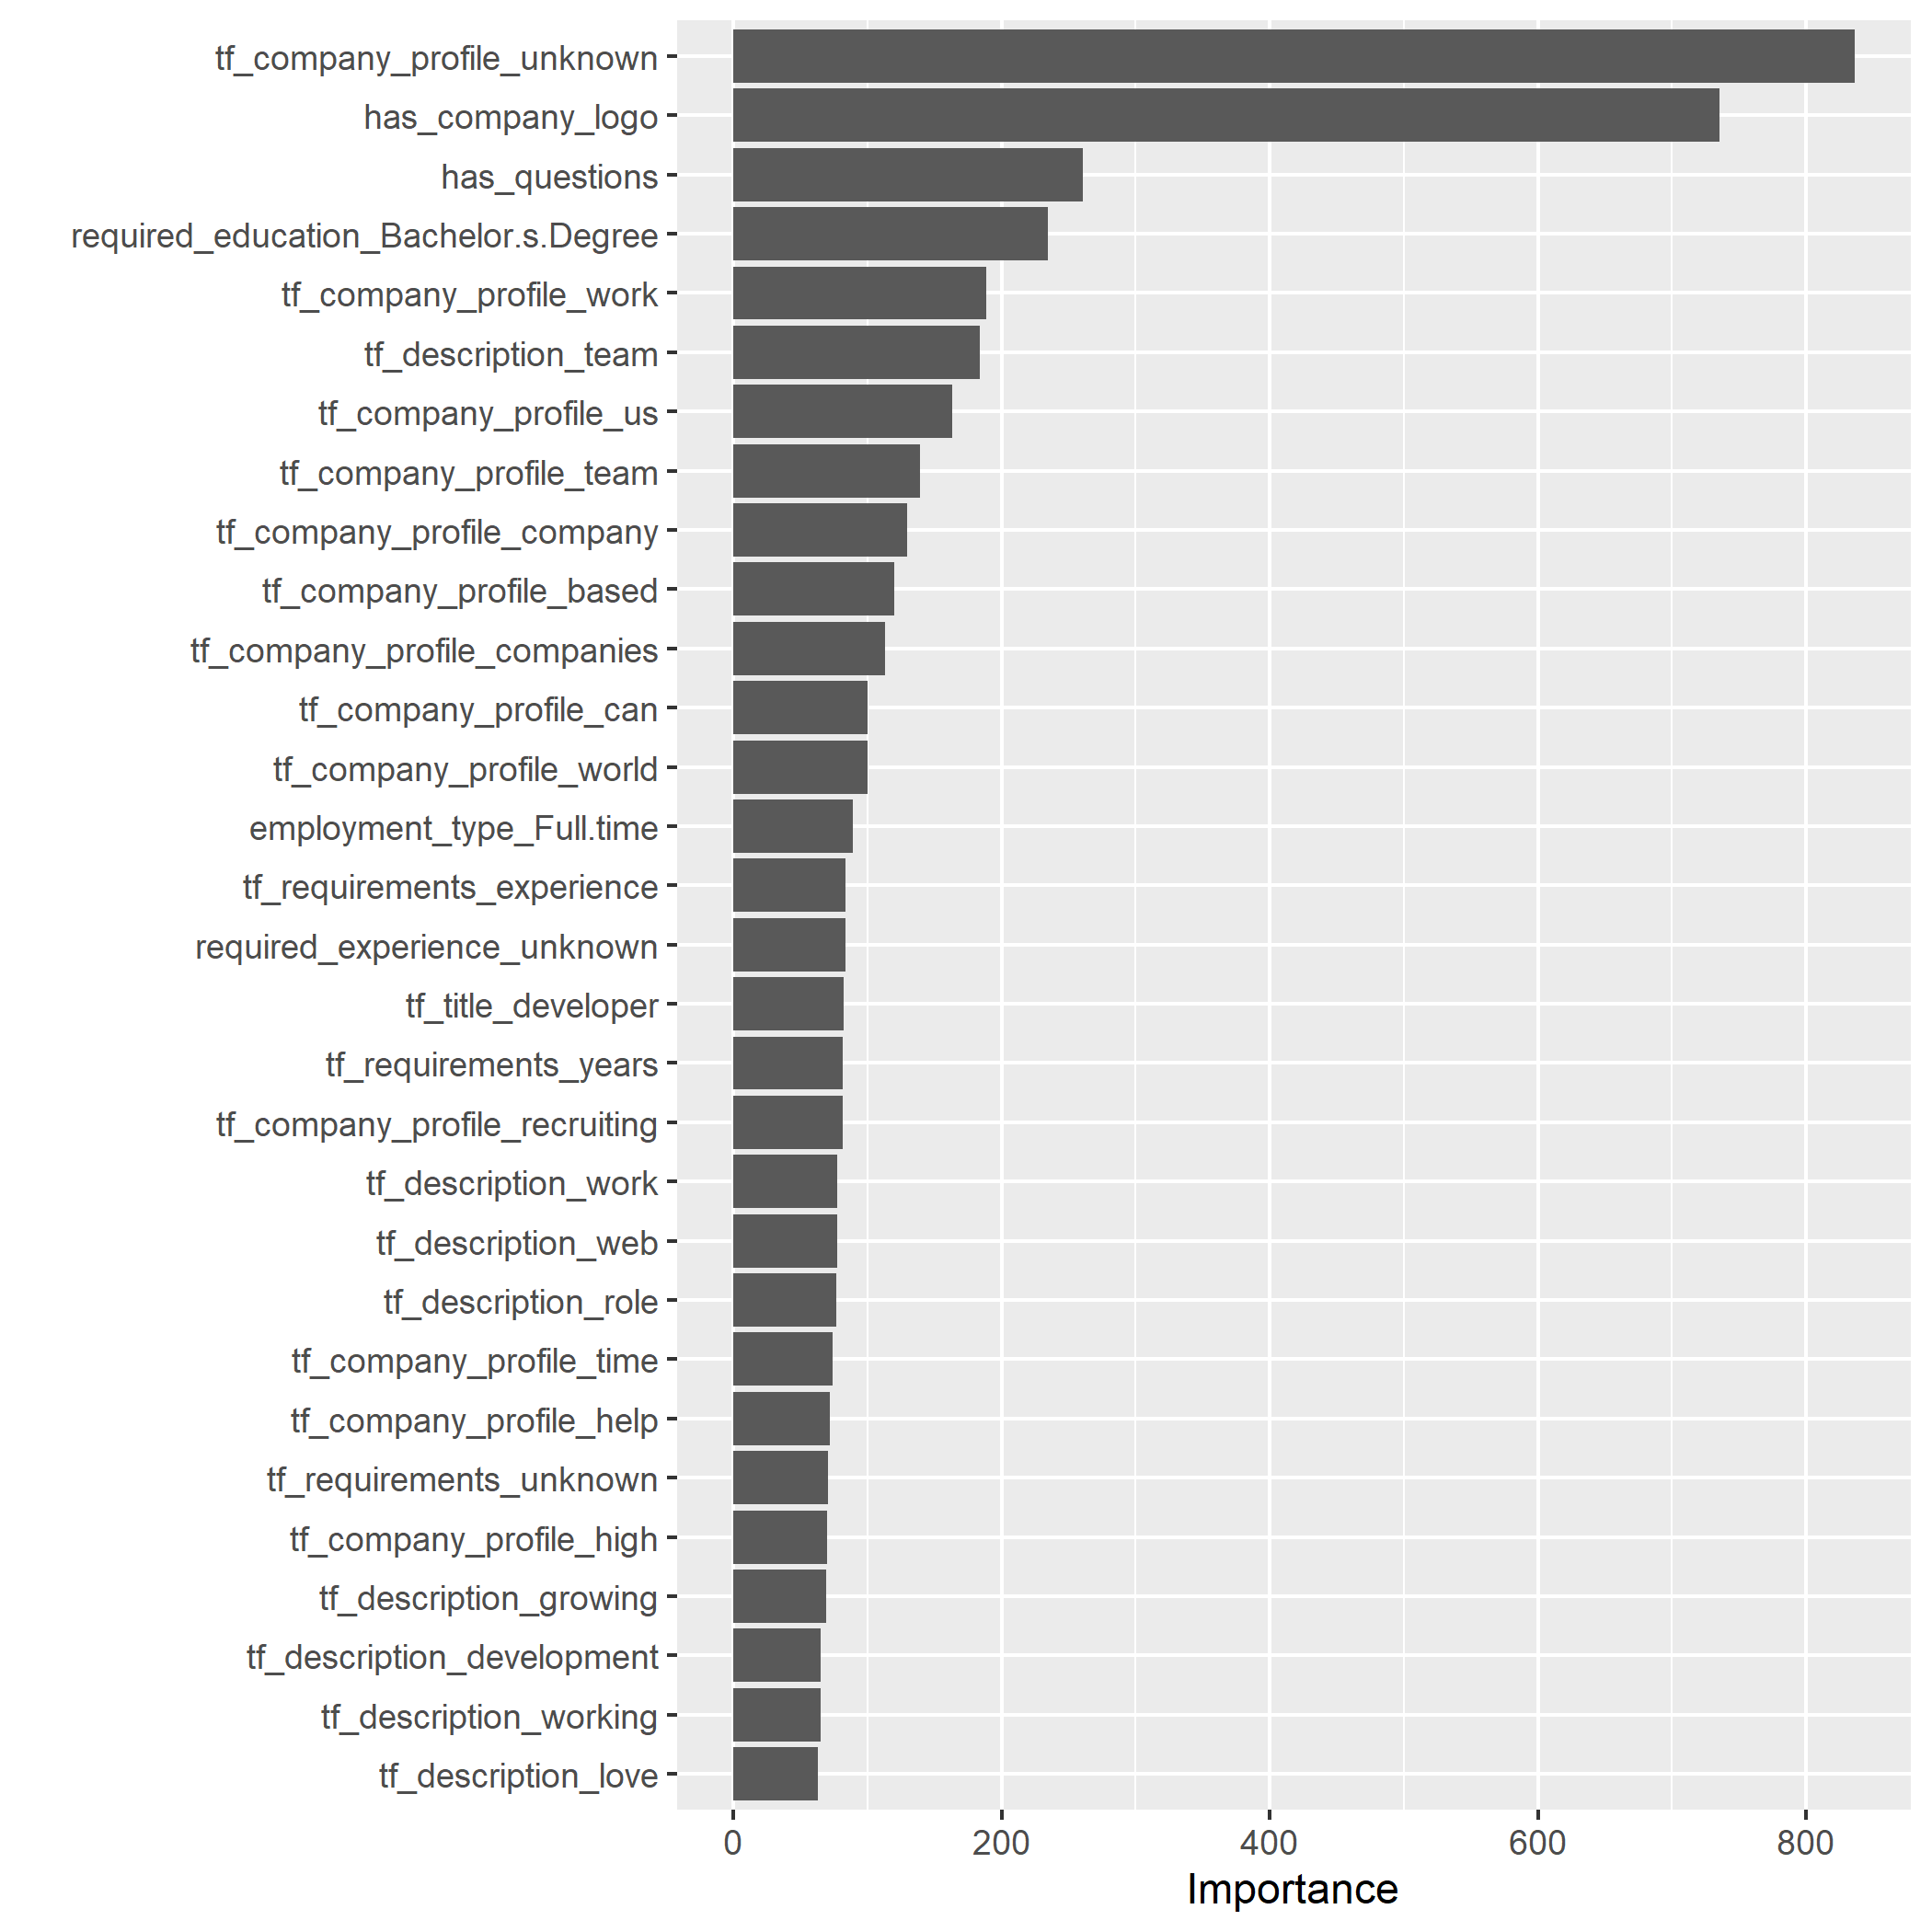 tf_company_profile_unknown
has_company_logo
has_questions
required_education_Bachelor.s.Degree
tf_company_profile_work
tf_description_team
tf_company_profile_us
tf_company_profile_team
tf_company_profile_company
tf_company_profile_based
tf_company_profile_companies
tf_company_profile_can
tf_company_profile_world
employment_type_Full.time
tf_requirements_experience
required_experience_unknown
tf_title_developer
tf_requirements_years
tf_company_profile_recruiting
tf_description_work
tf_description_web
tf_description_role
tf_company_profile_time
tf_company_profile_help
tf_requirements_unknown
tf_company_profile_high
tf_description_growing
tf_description_development
tf_description_working
tf_description_love
0 200 400 600 800
Importance